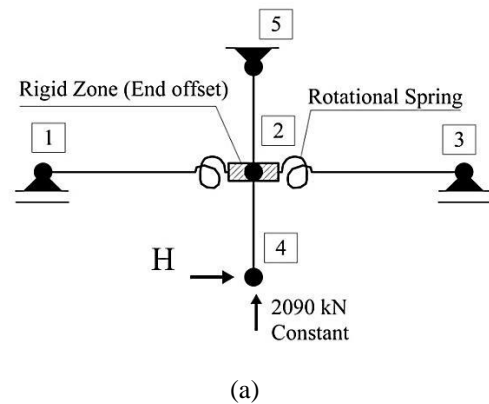 5
Rigid Zone (End offset)
Rotational Spring
1
2
3
4
H
2090 kN
Constant
(a)